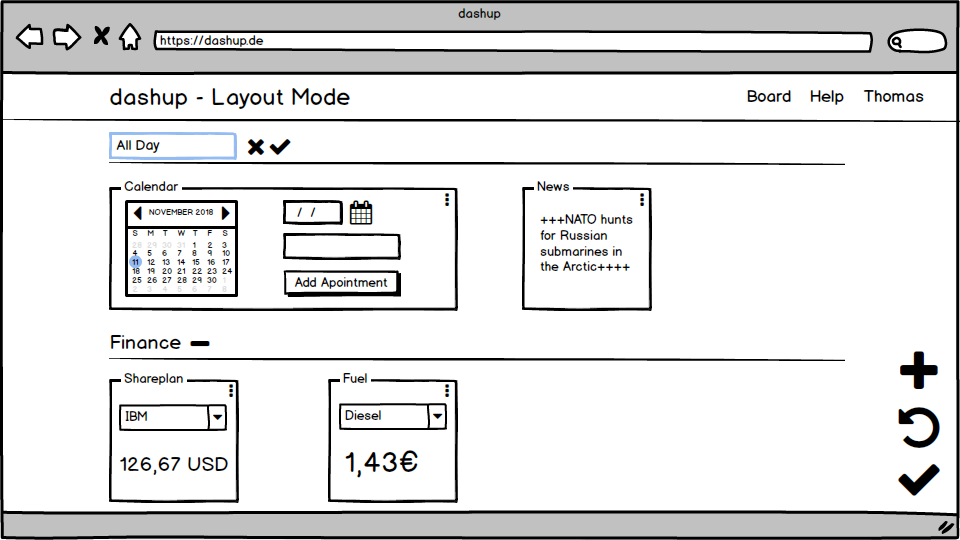 dashup
https://dashup.de
dashup - Layout Mode
Board Help Thomas
All Day
Calendar
NOVEMBER 2018
S M T W T F S
28 29 30 31 1 2 3
4 5 6 7 8 9 10
11 12 13 14 15 16 17
18 19 20 21 22 23 24
25 26 27 28 29 30 1
2 3 4 5 6 7 8
/ /
Add Apointment
News
+++NATO hunts
for Russian
submarines in
the Arctic++++
Finance
Shareplan
IBM
126,67 USD
Fuel
Diesel
1,43€